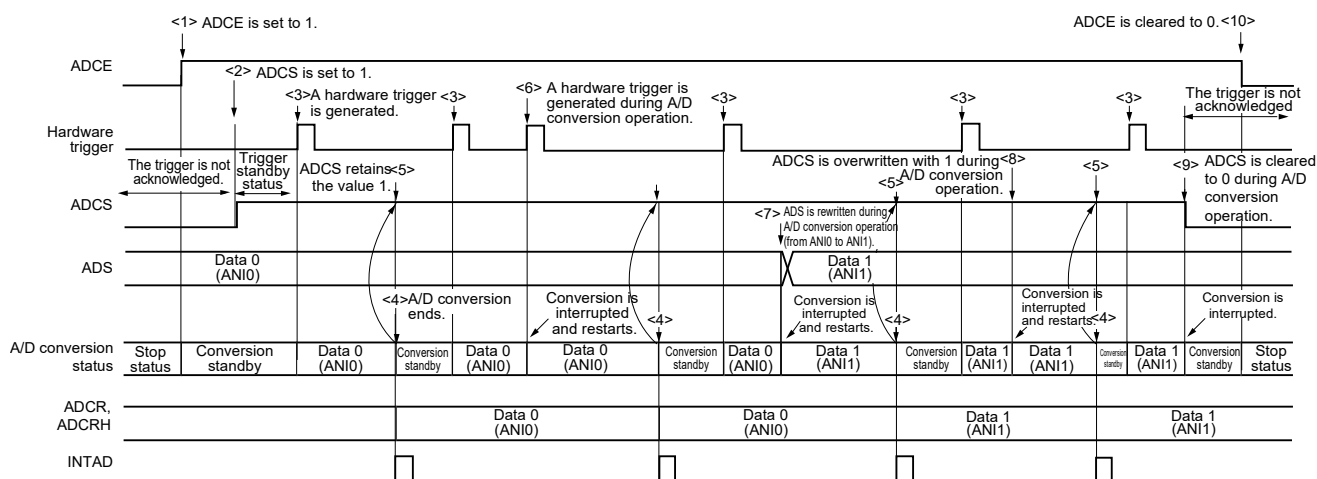 <1> ADCE is set to 1.
ADCE is cleared to 0. <10>
ADCE
<2> ADCS is set to 1.
<3> A hardware trigger
is generated.
<3>
<6> A hardware trigger is
generated during A/D
conversion operation.
<3>
<3>
<3>
The trigger is not
acknowledged
Hardware
trigger
The trigger is not
acknowledged.
Trigger
standby
status
ADCS retains
the value 1.
<5>
ADCS is overwritten with 1 during
A/D conversion
operation.
<8>
<5>
<5>
<9> ADCS is cleared
to 0 during A/D
conversion
operation.
ADCS
<7> ADS is rewritten during
A/D conversion operation
(from ANI0 to ANI1).
ADS
Data 0
(ANI0)
Data 1
(ANI1)
<4> A/D conversion
ends.
Conversion is
interrupted
and restarts.
<4>
Conversion is
interrupted
and restarts.
<4>
Conversion is
interrupted
and restarts.
<4>
Conversion is
interrupted.
A/D conversion
status
Stop
status
Conversion
standby
Data 0
(ANI0)
Conversion
standby
Data 0
(ANI0)
Data 0
(ANI0)
Conversion
standby
Data 0
(ANI0)
Data 1
(ANI1)
Conversion
standby
Data 1
(ANI1)
Data 1
(ANI1)
Conversion
standby
Data 1
(ANI1)
Conversion
standby
Stop
status
ADCR,
ADCRH
Data 0
(ANI0)
Data 0
(ANI0)
Data 1
(ANI1)
Data 1
(ANI1)
INTAD